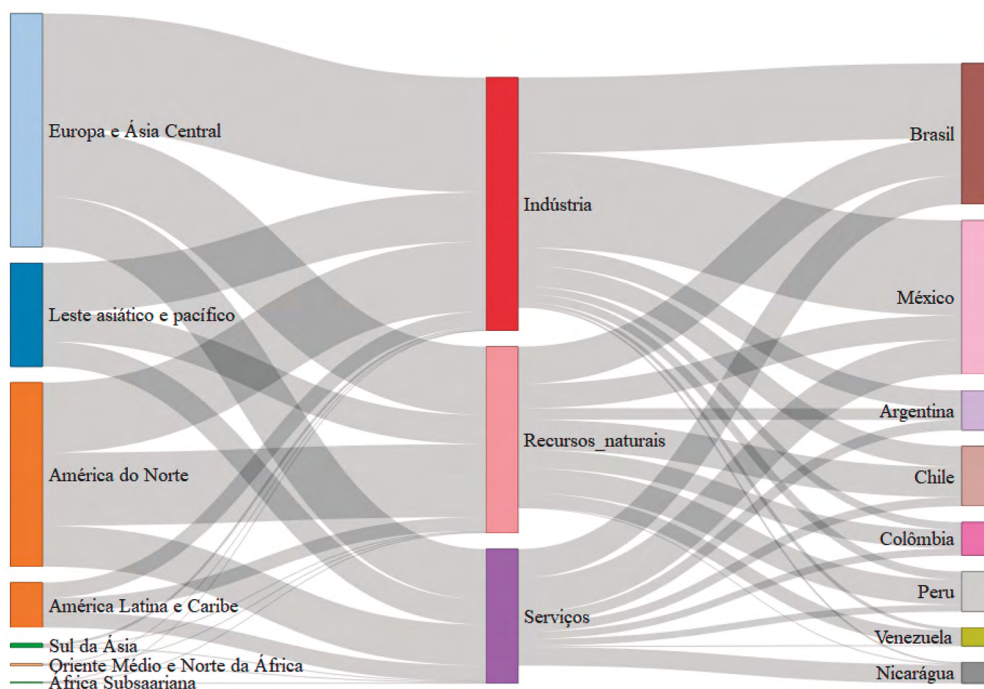 Europa e Ásia Central
Leste asiático e pacífico
América do Norte
América Latina e Caribe
Sul da Ásia
Oriente Médio e Norte da África
África Subsaariana
Indústria
Recursos_naturais
Serviços
Brasil
México
Argentina
Chile
Colômbia
Peru
Venezuela
Nicarágua